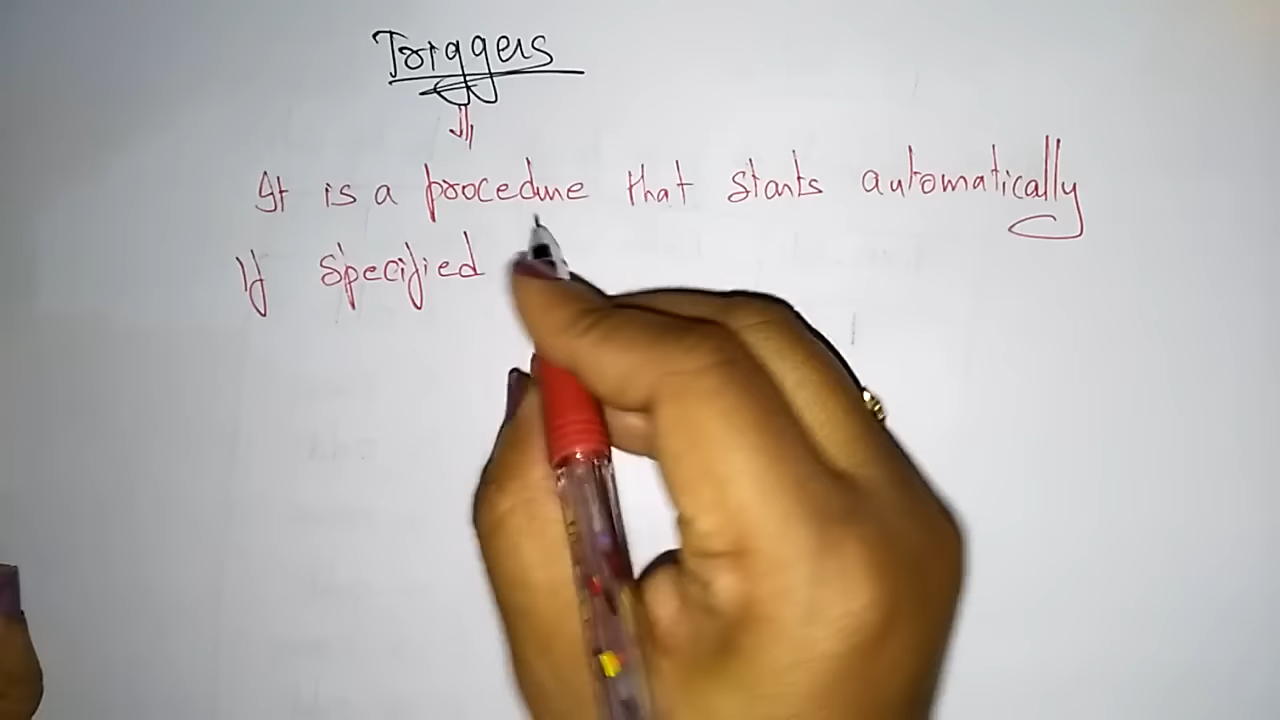 Triggers
It is a procedure that starts automatically
If specified